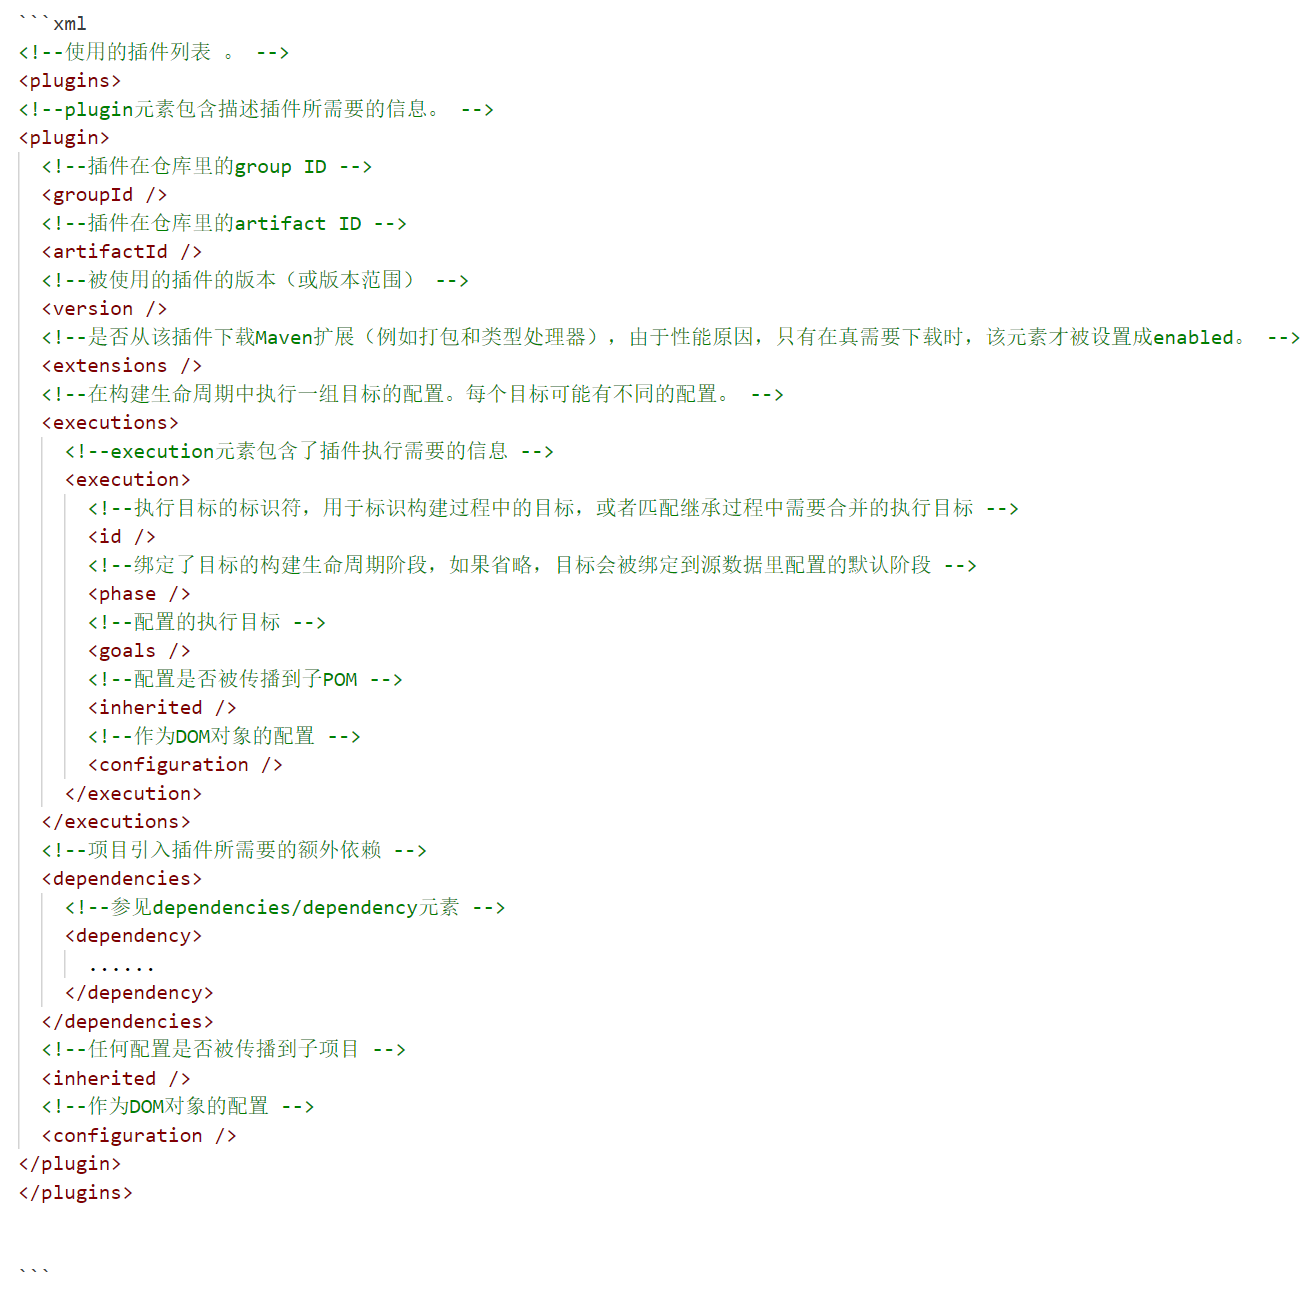 ```xml
<!--使用的插件列表 。 -->
<plugins>
<!--plugin元素包含描述插件所需要的信息。 -->
<plugin>
<!--插件在仓库里的group ID -->
<groupId />
<!--插件在仓库里的artifact ID -->
<artifactId />
<!--被使用的插件的版本（或版本范围） -->
<version />
<!--是否从该插件下载Maven扩展（例如打包和类型处理器），由于性能原因，只有在真需要下载时，该元素才被设置成enabled。 -->
<extensions />
<!--在构建生命周期中执行一组目标的配置。每个目标可能有不同的配置。 -->
<executions>
<!--execution元素包含了插件执行需要的信息 -->
<execution>
<!--执行目标的标识符，用于标识构建过程中的目标，或者匹配继承过程中需要合并的执行目标 -->
<id />
<!--绑定了目标的构建生命周期阶段，如果省略，目标会被绑定到源数据里配置的默认阶段 -->
<phase />
<!--配置的执行目标 -->
<goals />
<!--配置是否被传播到子POM -->
<inherited />
<!--作为DOM对象的配置 -->
<configuration />
</execution>
</executions>
<!--项目引入插件所需要的额外依赖 -->
<dependencies>
<!--参见dependencies/dependency元素 -->
<dependency>
......
</dependency>
</dependencies>
<!--任何配置是否被传播到子项目 -->
<inherited />
<!--作为DOM对象的配置 -->
<configuration />
</plugin>
</plugins>
```